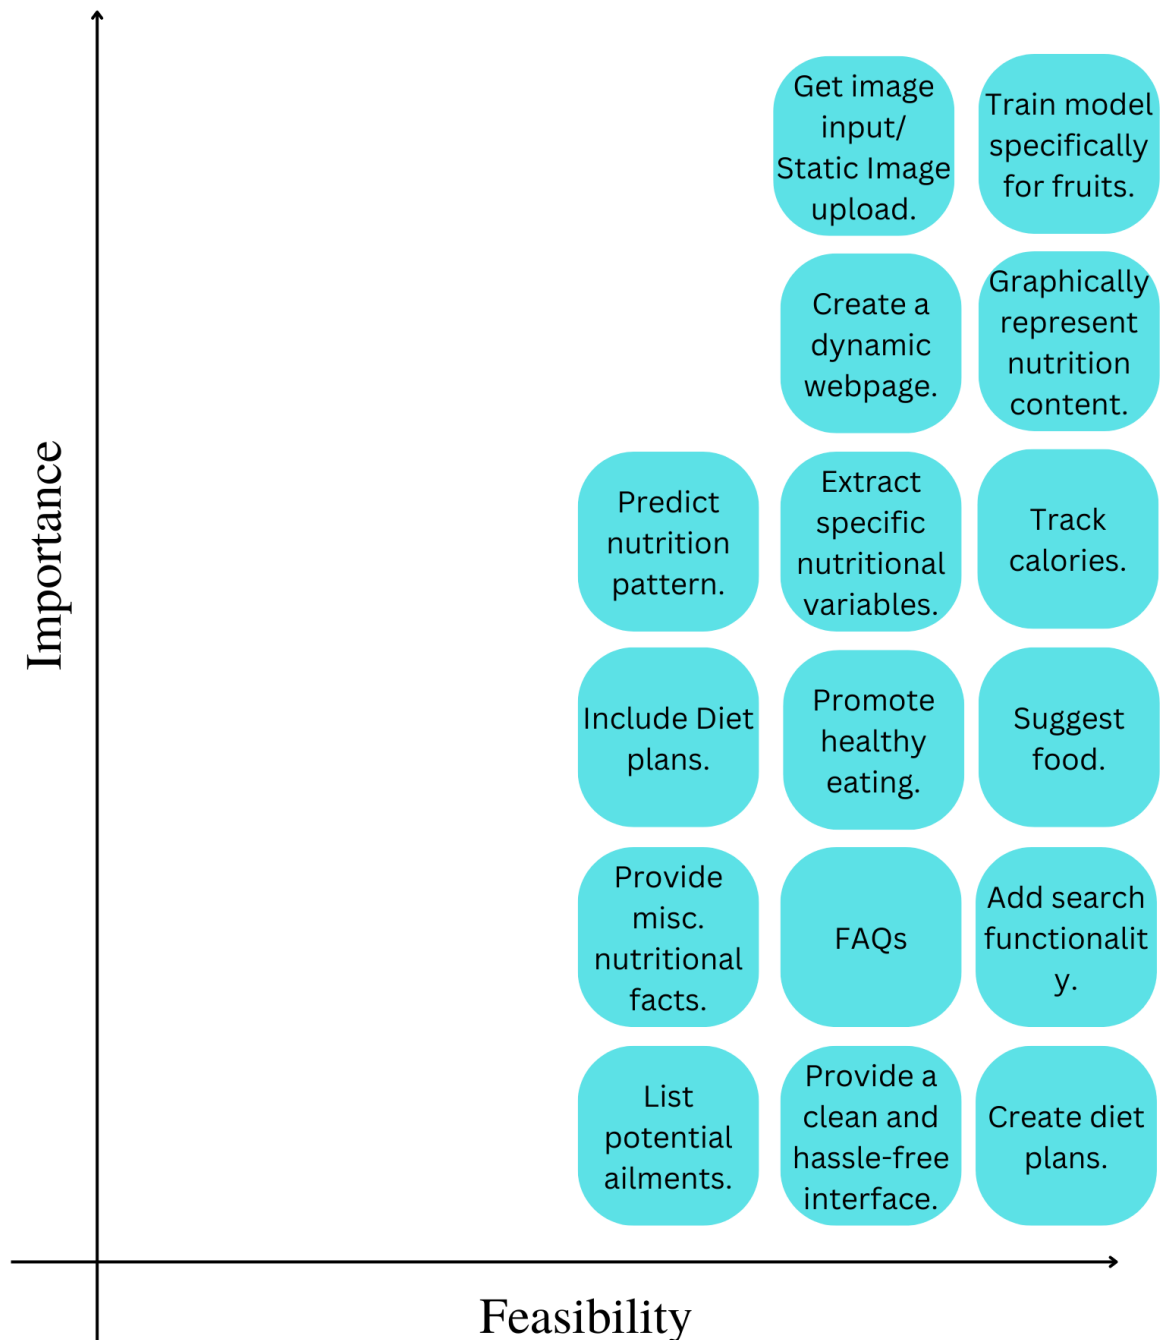 Get image
input/
Static Image
upload.
Train model
specifically
for fruits.
Create a
dynamic
webpage.
Graphically
represent
nutrition
content.
Predict
nutrition
pattern.
Extract
specific
nutritional
variables.
Track
calories.
Include Diet
plans.
Promote
healthy
eating.
Suggest
food.
Provide
misc.
nutritional
facts.
FAQs
Add search
functionalit
y.
List
potential
ailments.
Provide a
clean and
hassle-free
interface.
Create diet
plans.
Importance
Feasibility